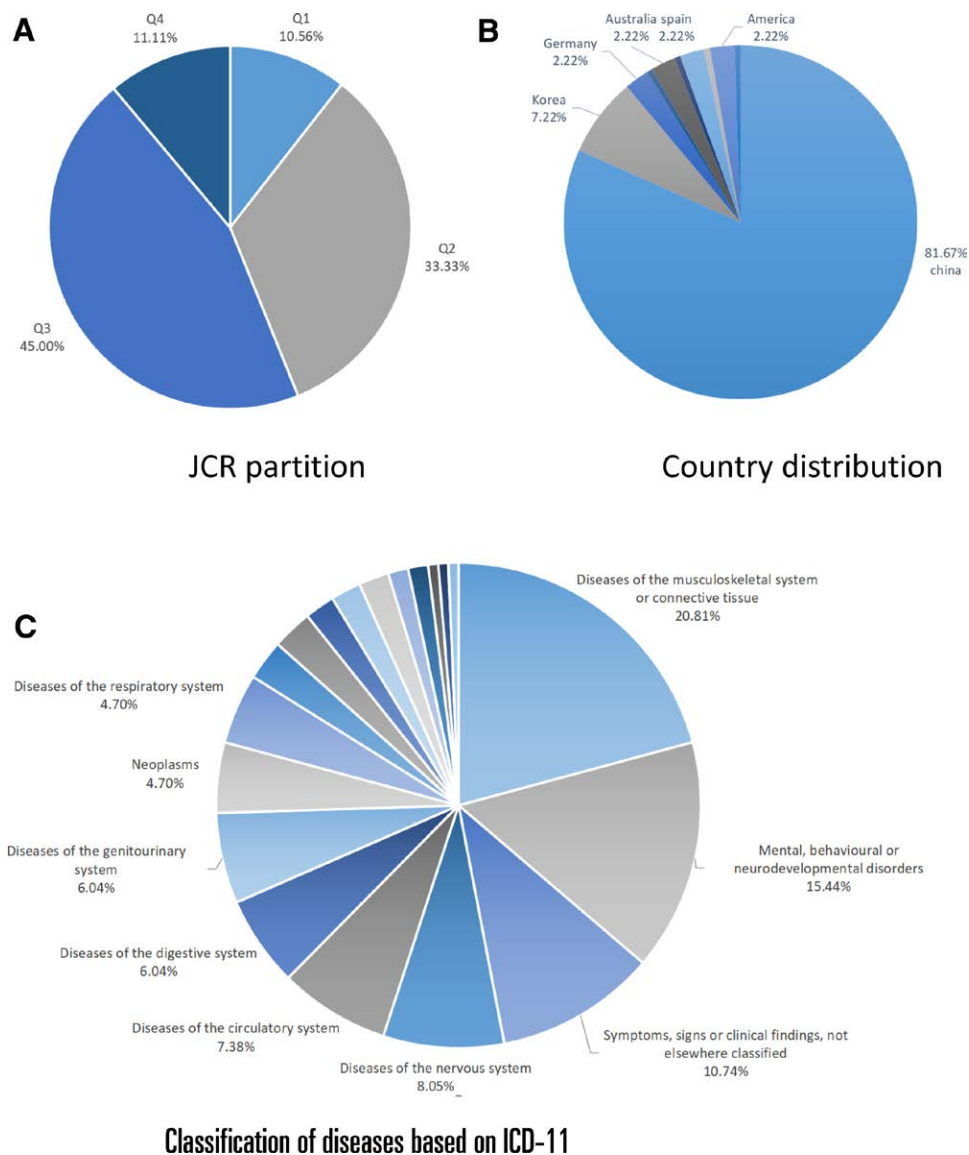 A
Q4
11.11%
Q1
10.56%
Q2
33.33%
Q3
45.00%
JCR partition
B
Australia spain
2.22% 2.22%
America
2.22%
Germany
2.22%
Korea
7.22%
81.67%
china
Country distribution
C
Diseases of the musculoskeletal system
or connective tissue
20.81%
Mental, behavioural or
neurodevelopmental disorders
15.44%
Symptoms, signs or clinical findings, not
elsewhere classified
10.74%
Diseases of the nervous system
8.05%
Diseases of the circulatory system
7.38%
Diseases of the digestive system
6.04%
Diseases of the genitourinary
system
6.04%
Neoplasms
4.70%
Diseases of the respiratory system
4.70%
Classification of diseases based on ICD-11